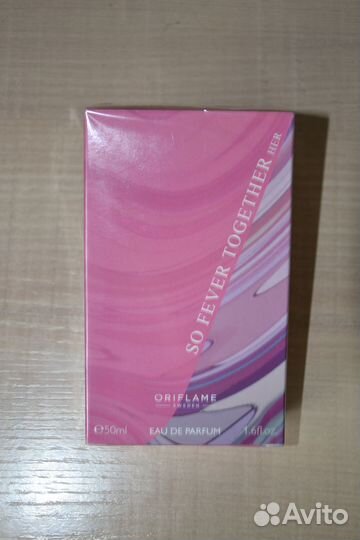 SO FEVER TOGETHER HER
ORIFLAME
SWEDEN
℮50ml EAU DE PARFUM 1.6fl.oz.
Avito